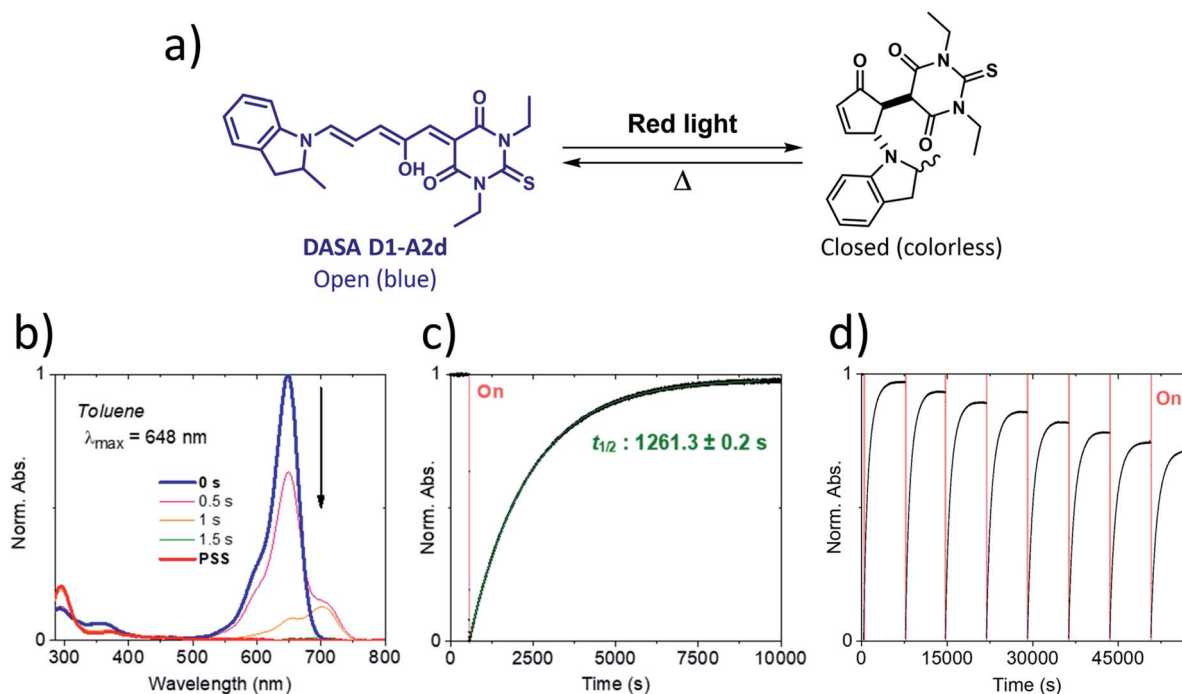 a)
N
OH
O
O
N
N
S
Red light
Δ
O
O
O
N
N
S
N
DASA D1-A2d
Open (blue)
Closed (colorless)
b)
Norm. Abs.
1
0
Toluene
λmax = 648 nm
0 s
0.5 s
1 s
1.5 s
PSS
300 400 500 600 700 800
Wavelength (nm)
c)
Norm. Abs.
1
0
On
t1/2 : 1261.3 ± 0.2 s
0 2500 5000 7500 10000
Time (s)
d)
Norm. Abs.
1
0
On
0 15000 30000 45000
Time (s)